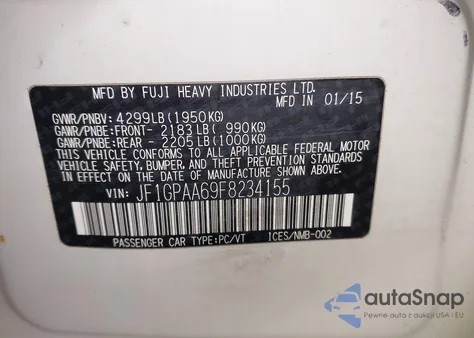 MFD BY FUJI HEAVY INDUSTRIES LTD.
MFD IN 01/15
GVWR/PNBV: 4299LB(1950KG)
GAWR/PNBE: FRONT- 2183LB( 990KG)
GAWR/PNBE: REAR - 2205LB(1000KG)
THIS VEHICLE CONFORMS TO ALL APPLICABLE FEDERAL MOTOR
VEHICLE SAFETY, BUMPER, AND THEFT PREVENTION STANDARDS
IN EFFECT ON THE DATE OF MANUFACTURE SHOWN ABOVE.
VIN: JF1GPAA69F8234155
PASSENGER CAR TYPE:PC/VT ICES/NMB-002
autoSnap
Pewne auto z aukcji USA - EU